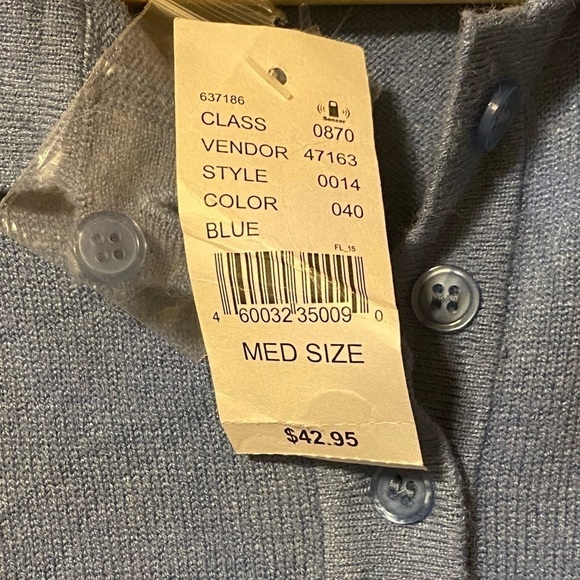 637186
Sensor
CLASS 0870
VENDOR 47163
STYLE 0014
COLOR 040
BLUE
FL_15
4 60032 35009 0
MED SIZE
$42.95